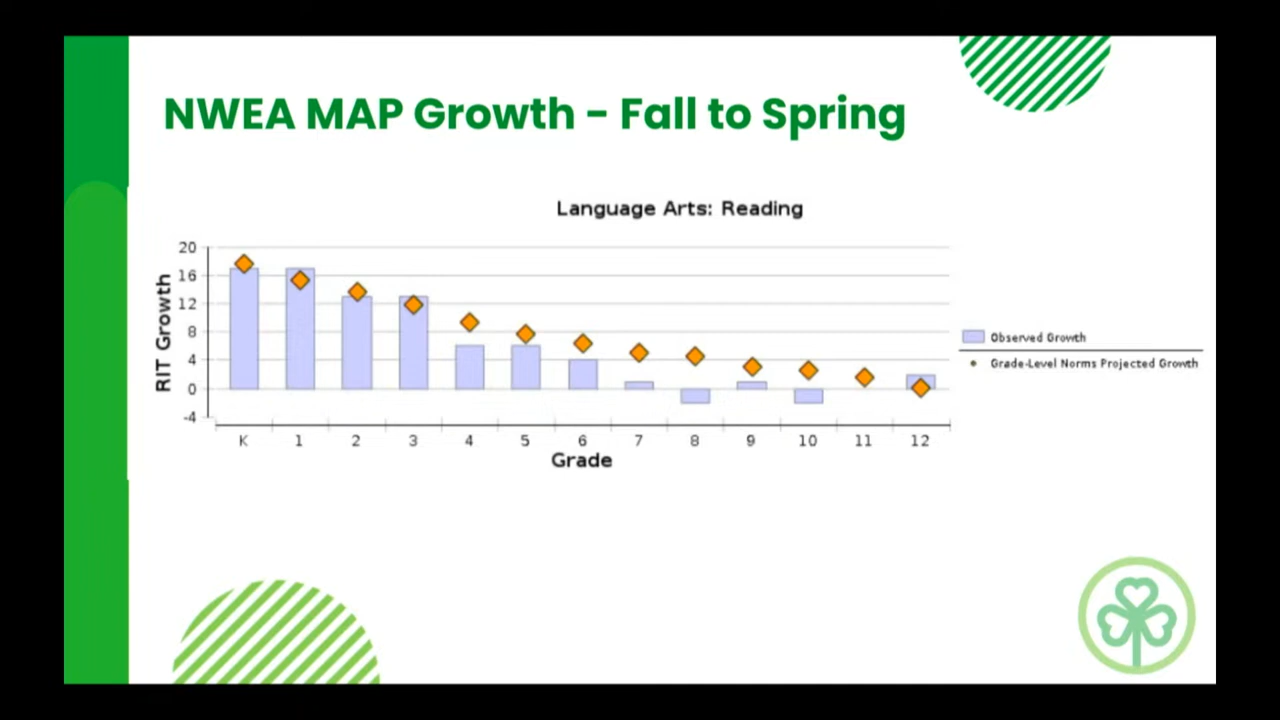 NWEA MAP Growth - Fall to Spring
Language Arts: Reading
20
16
12
8
4
0
-4
RIT Growth
K 1 2 3 4 5 6 7 8 9 10 11 12
Grade
Observed Growth
Grade-Level Norms Projected Growth